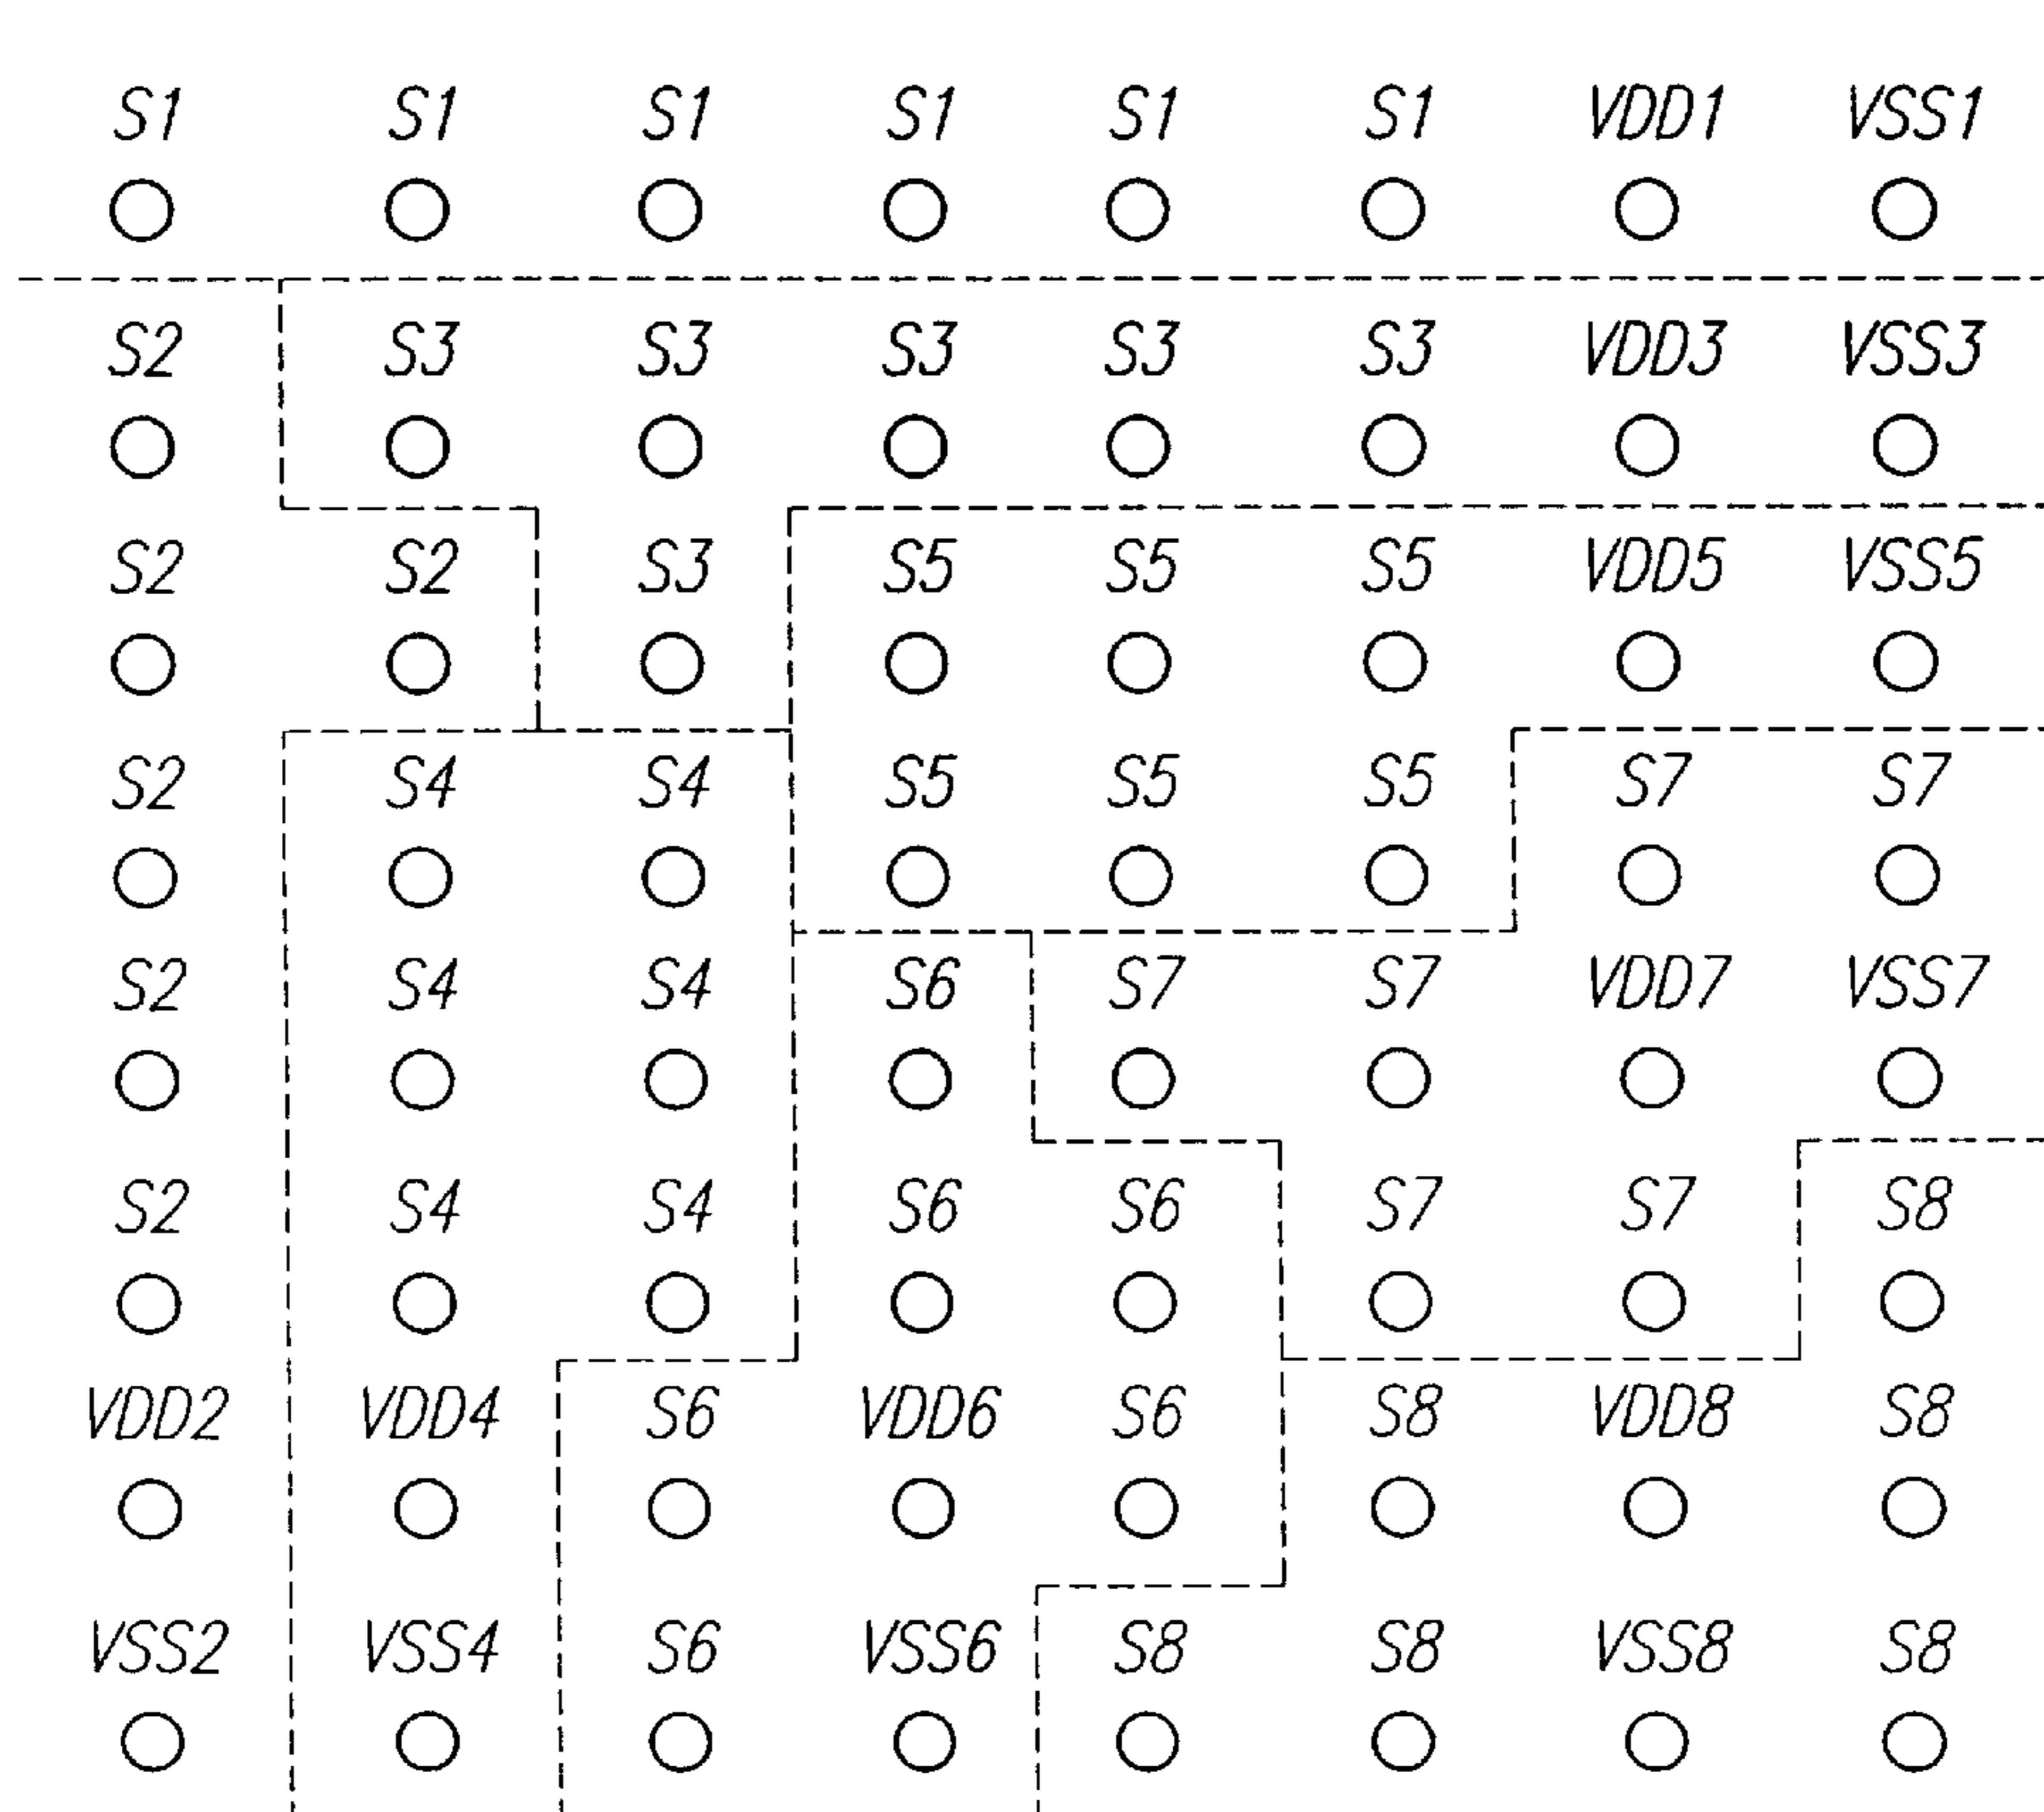 S1 S1 S1 S1 S1 S1 VDD1 VSS1
S2 S3 S3 S3 S3 S3 VDD3 VSS3
S2 S2 S3 S5 S5 S5 VDD5 VSS5
S2 S4 S4 S5 S5 S5 S7 S7
S2 S4 S4 S6 S7 S7 VDD7 VSS7
S2 S4 S4 S6 S6 S7 S7 S8
VDD2 VDD4 S6 VDD6 S6 S8 VDD8 S8
VSS2 VSS4 S6 VSS6 S8 S8 VSS8 S8